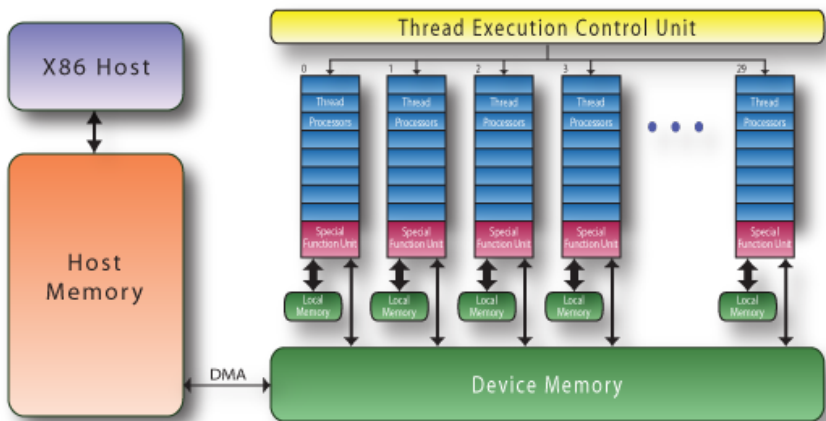 Thread Execution Control Unit
X86 Host
0
1
2
3
29
Thread
Processors
Thread
Processors
Thread
Processors
Thread
Processors
Thread
Processors
Special
Function Unit
Special
Function Unit
Special
Function Unit
Special
Function Unit
Special
Function Unit
Host
Memory
Local
Memory
Local
Memory
Local
Memory
Local
Memory
Local
Memory
DMA
Device Memory